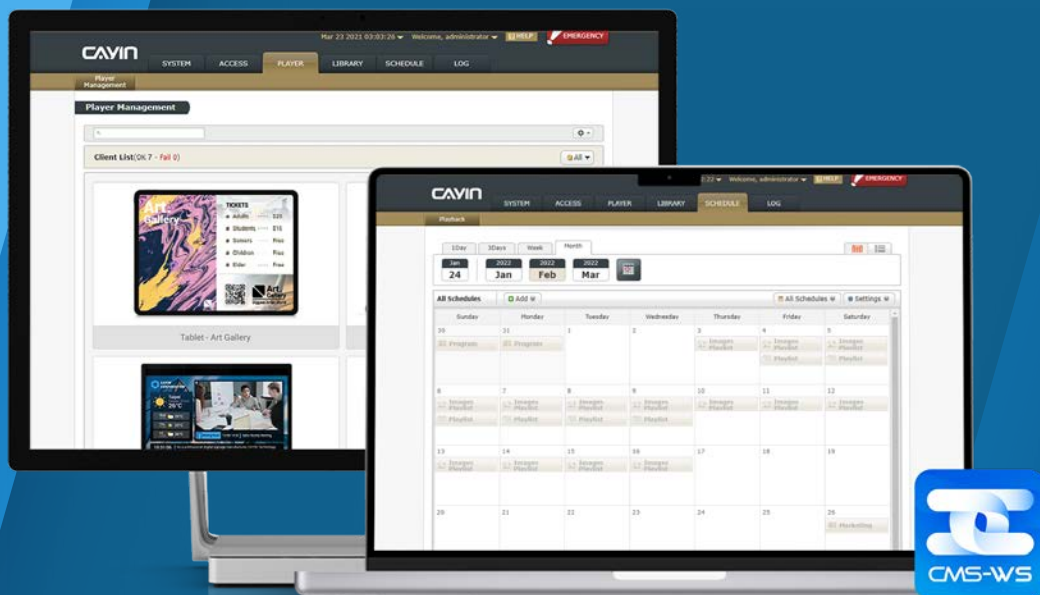 Mar 23 2021 03:03:26 Welcome, administrator HELP EMERGENCY
CAYIN
SYSTEM ACCESS PLAYER LIBRARY SCHEDULE LOG
Player
Management
Player Management
Client List(OK 7 - Fail 0) All
Art
Gallery
TICKETS
Adults
Students
Seniors Free
Children Free
Elder Free
Art
Gallery
Tablet - Art Gallery
Taipei
26°C
Welcome, administrator HELP EMERGENCY
CAYIN
SYSTEM ACCESS PLAYER LIBRARY SCHEDULE LOG
Playback
1Day 3Days Week Month
Jan 2022 2022 2022
24 Jan Feb Mar
All Schedules Add All Schedules Settings
Sunday Monday Tuesday Wednesday Thursday Friday Saturday
30 31 1 2 3 4 5
Program Program Images Playlist Images Playlist Images Playlist
Playlist Playlist
6 7 8 9 10 11 12
Images Playlist Images Playlist Images Playlist Images Playlist Images Playlist Images Playlist Images Playlist
Playlist Playlist Playlist Playlist
13 14 15 16 17 18 19
Images Playlist Images Playlist Images Playlist Images Playlist
20 21 22 23 24 25 26
Marketing
CMS-WS